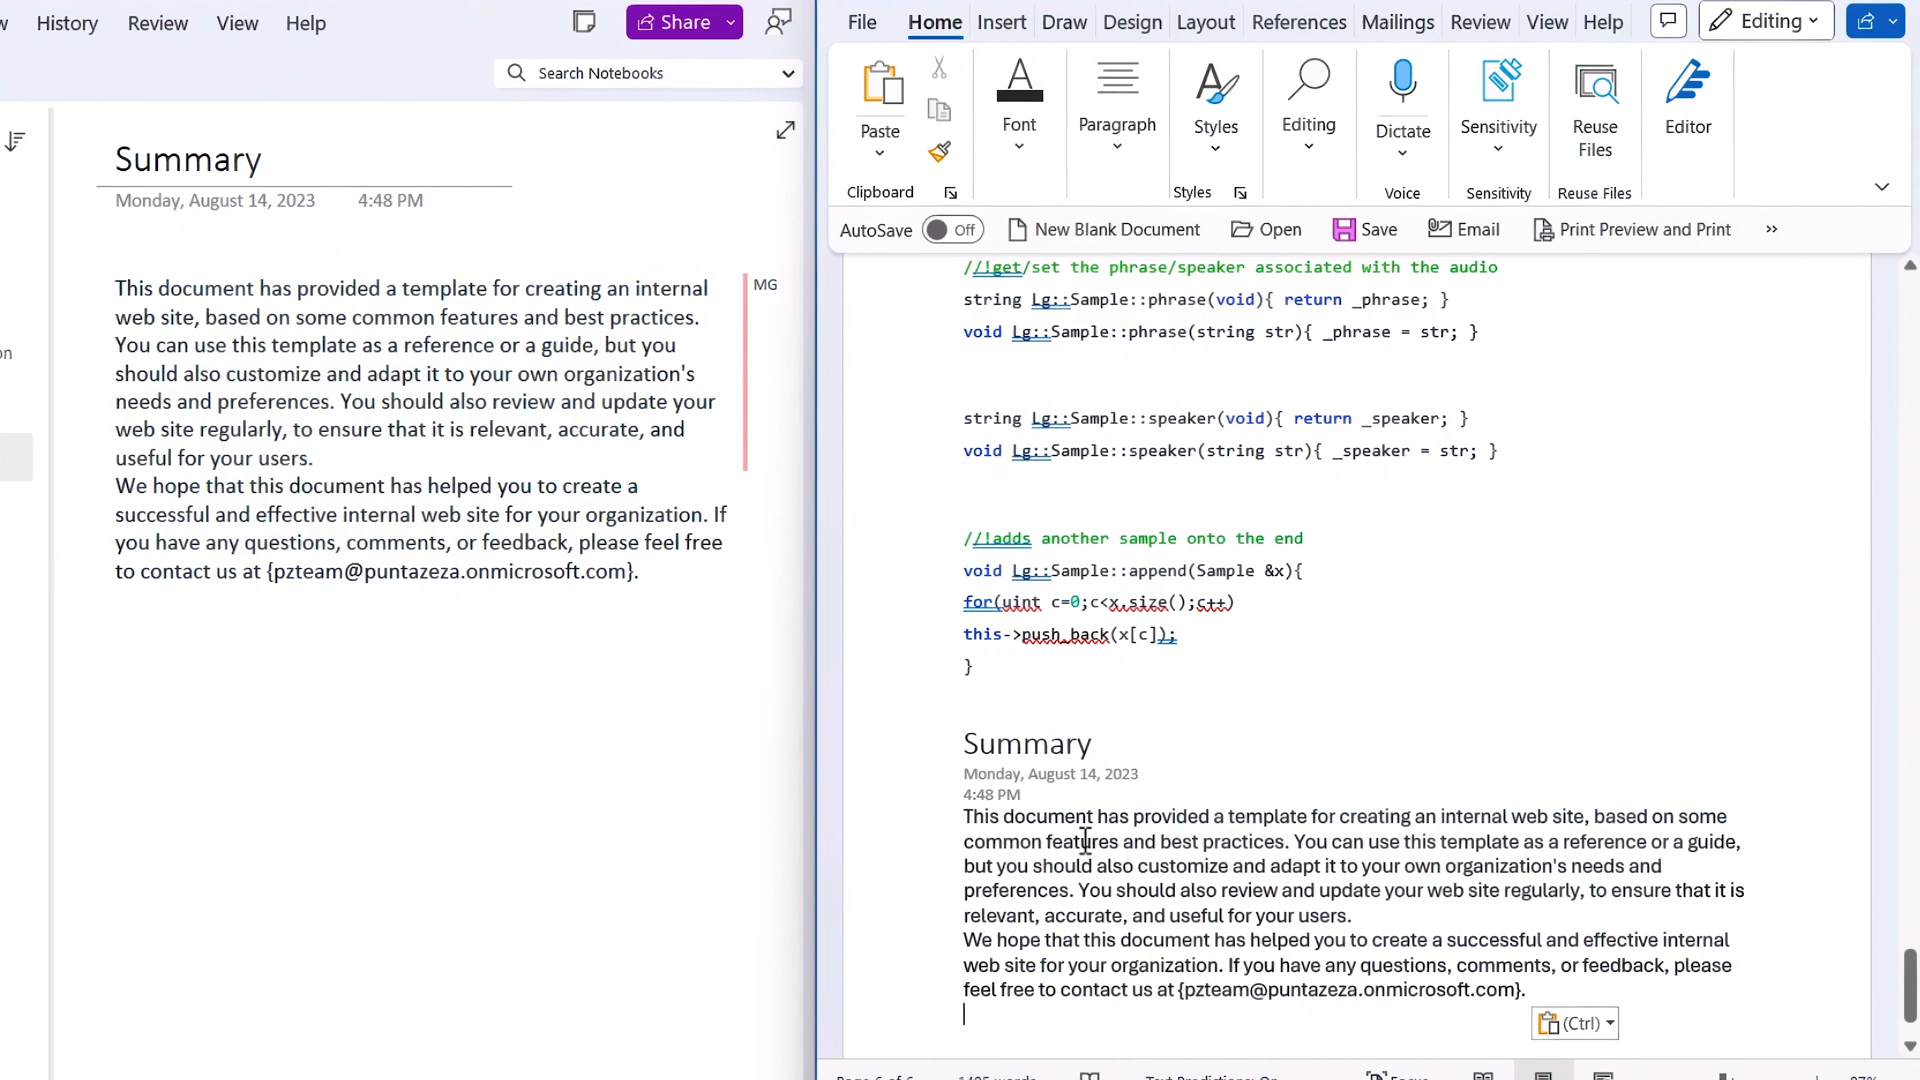 History Review View Help Share
Search Notebooks
Summary
Monday, August 14, 2023 4:48 PM
This document has provided a template for creating an internal
web site, based on some common features and best practices.
You can use this template as a reference or a guide, but you
should also customize and adapt it to your own organization's
needs and preferences. You should also review and update your
web site regularly, to ensure that it is relevant, accurate, and
useful for your users.
We hope that this document has helped you to create a
successful and effective internal web site for your organization. If
you have any questions, comments, or feedback, please feel free
to contact us at {pzteam@puntazeza.onmicrosoft.com}.
MG
on
File Home Insert Draw Design Layout References Mailings Review View Help Editing
Paste Font Paragraph Styles Editing Dictate Sensitivity Reuse Files Editor
Clipboard Styles Voice Sensitivity Reuse Files
AutoSave Off New Blank Document Open Save Email Print Preview and Print »
//!get/set the phrase/speaker associated with the audio
string Lg::Sample::phrase(void){ return _phrase; }
void Lg::Sample::phrase(string str){ _phrase = str; }
string Lg::Sample::speaker(void){ return _speaker; }
void Lg::Sample::speaker(string str){ _speaker = str; }
//!adds another sample onto the end
void Lg::Sample::append(Sample &x){
for(uint c=0;c<x.size();c++)
this->push_back(x[c]);
}
Summary
Monday, August 14, 2023
4:48 PM
This document has provided a template for creating an internal web site, based on some
common features and best practices. You can use this template as a reference or a guide,
but you should also customize and adapt it to your own organization's needs and
preferences. You should also review and update your web site regularly, to ensure that it is
relevant, accurate, and useful for your users.
We hope that this document has helped you to create a successful and effective internal
web site for your organization. If you have any questions, comments, or feedback, please
feel free to contact us at {pzteam@puntazeza.onmicrosoft.com}.
(Ctrl)